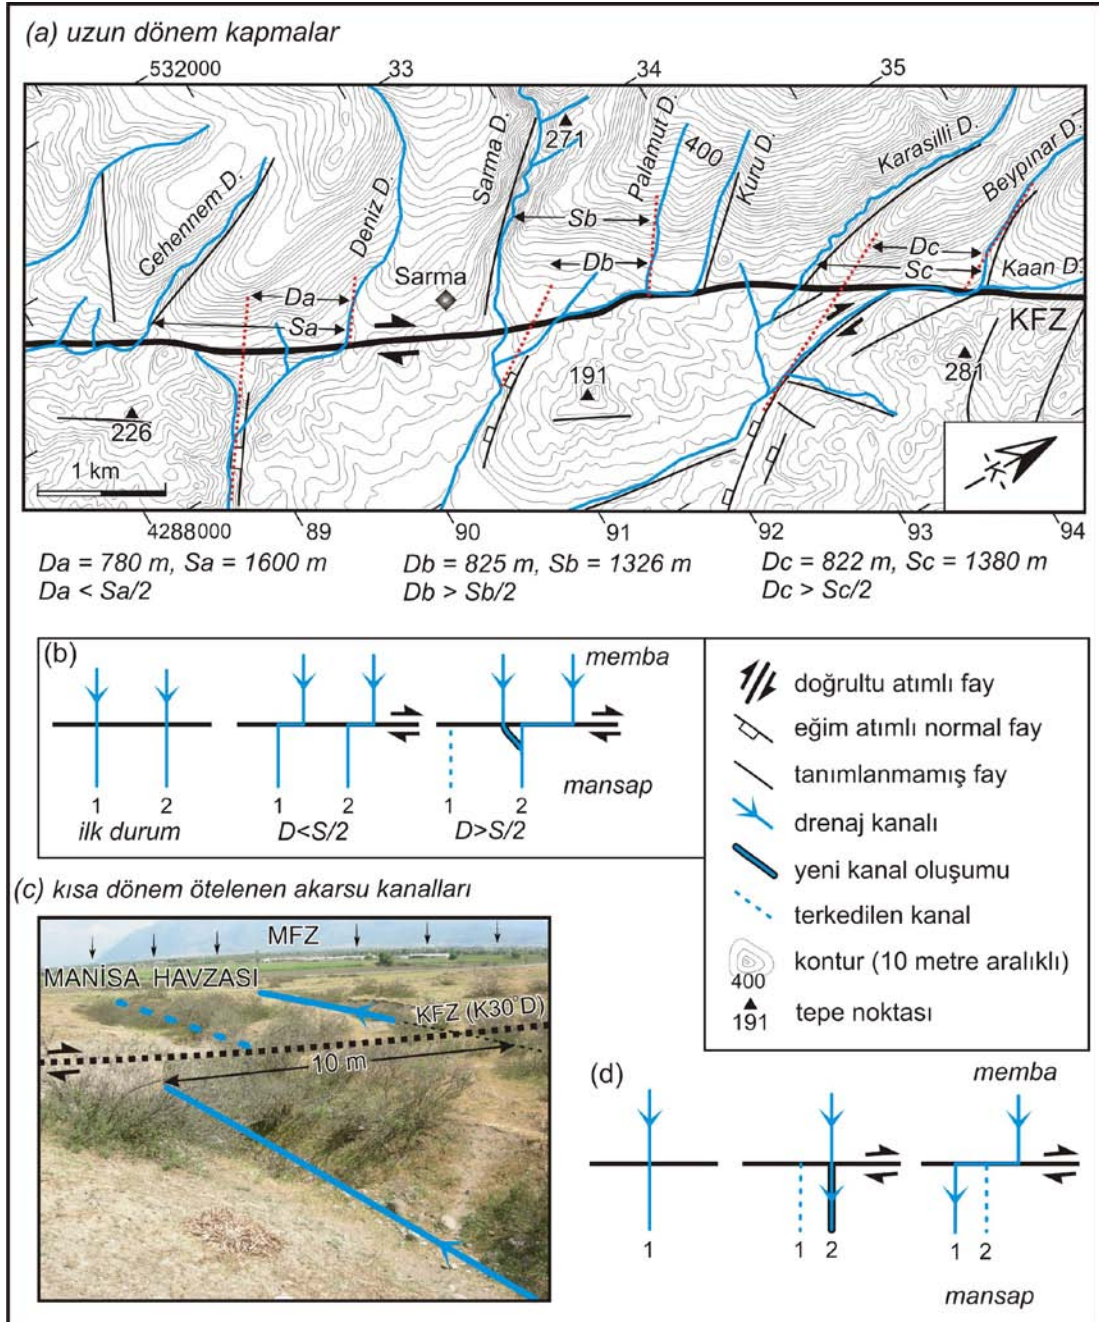 (a) uzun dönem kapmalar
532000 33 34 35
Cehennem D.
Deniz D.
Sarma D.
271
Palamut D.
400
Kuru D.
Karasilli D.
Beypınar D.
Kaan D.
Sb
Db
Dc
Sc
Da
Sa
Sarma
KFZ
191
281
226
1 km
4288000 89 90 91 92 93 94
Da = 780 m, Sa = 1600 m
Da < Sa/2
Db = 825 m, Sb = 1326 m
Db > Sb/2
Dc = 822 m, Sc = 1380 m
Dc > Sc/2
(b)
memba
mansap
1 2
ilk durum
1 2
D<S/2
1 2
D>S/2
doğrultu atımlı fay
eğim atımlı normal fay
tanımlanmamış fay
drenaj kanalı
yeni kanal oluşumu
terkedilen kanal
kontur (10 metre aralıklı)
400
tepe noktası
191
(c) kısa dönem ötelenen akarsu kanalları
MFZ
MANİSA HAVZASI
KFZ (K30°D)
10 m
(d)
memba
1
1 2
1 2
mansap